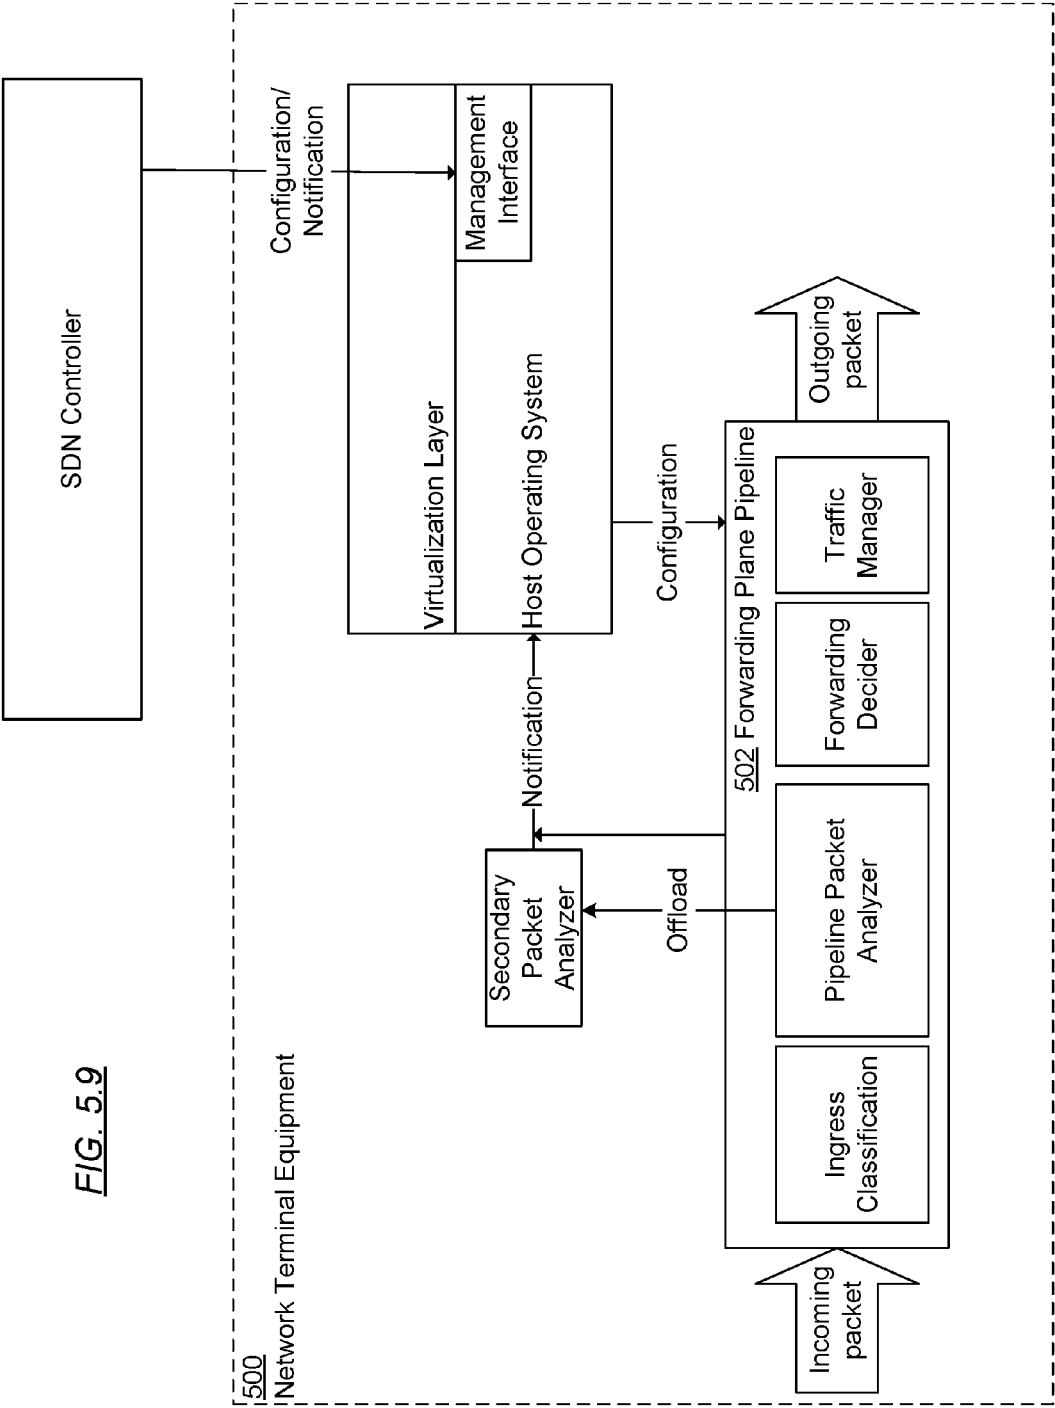 FIG. 5.9
SDN Controller
500
Network Terminal Equipment
Configuration/
Notification
Virtualization Layer
Management
Interface
Host Operating System
Secondary
Packet
Analyzer
Notification
Offload
Configuration
502 Forwarding Plane Pipeline
Incoming
packet
Ingress
Classification
Pipeline Packet
Analyzer
Forwarding
Decider
Traffic
Manager
Outgoing
packet